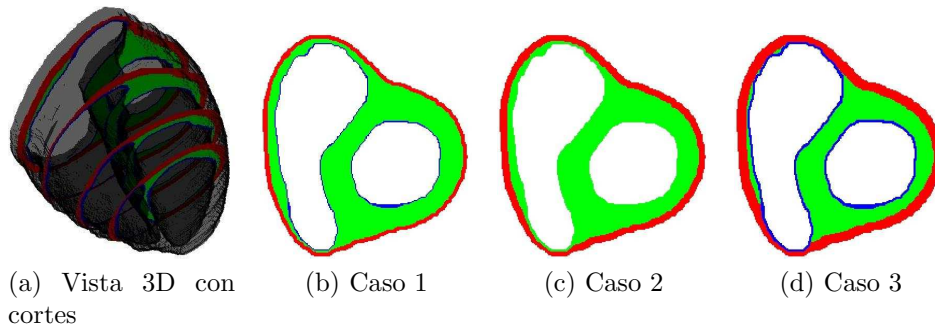 (a) Vista 3D con cortes
(b) Caso 1
(c) Caso 2
(d) Caso 3